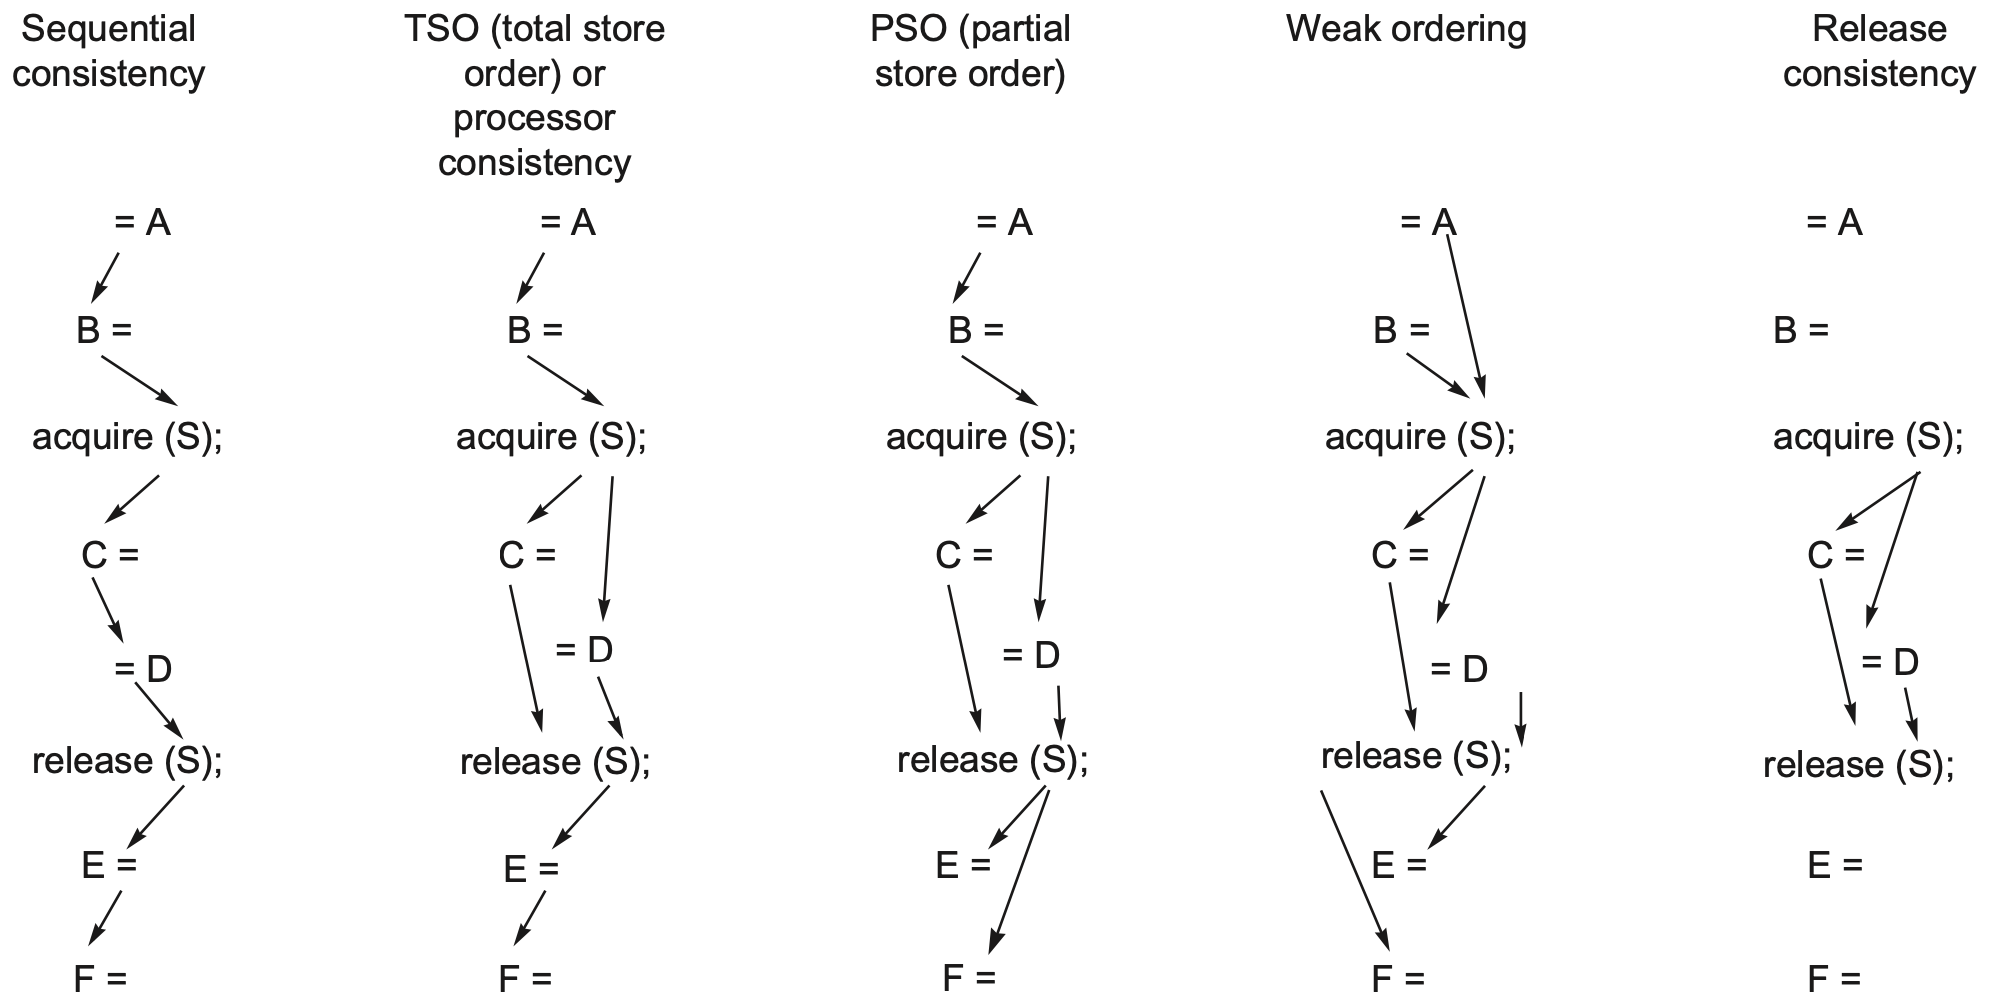 Sequential
consistency
= A
B =
acquire (S);
C =
= D
release (S);
E =
F =
TSO (total store
order) or
processor
consistency
= A
B =
acquire (S);
C =
= D
release (S);
E =
F =
PSO (partial
store order)
= A
B =
acquire (S);
C =
= D
release (S);
E =
F =
Weak ordering
= A
B =
acquire (S);
C =
= D
release (S);
E =
F =
Release
consistency
= A
B =
acquire (S);
C =
= D
release (S);
E =
F =